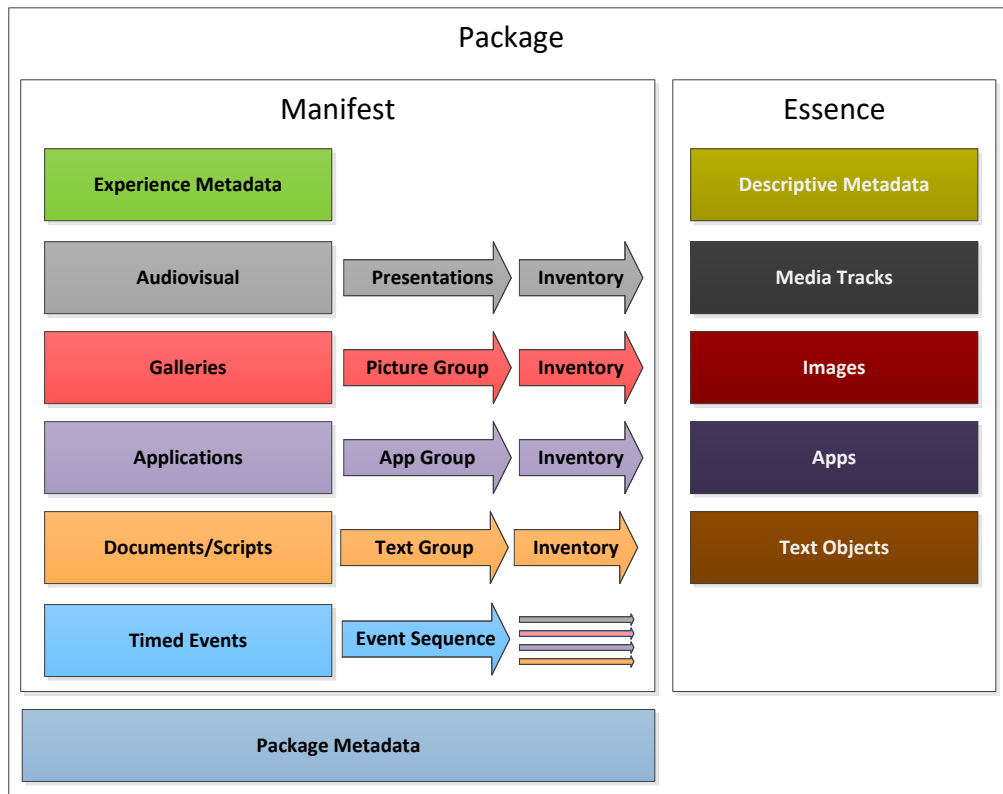 Package
Manifest
Essence
Experience Metadata
Descriptive Metadata
Audiovisual
Presentations
Inventory
Media Tracks
Galleries
Picture Group
Inventory
Images
Applications
App Group
Inventory
Apps
Documents/Scripts
Text Group
Inventory
Text Objects
Timed Events
Event Sequence
Package Metadata